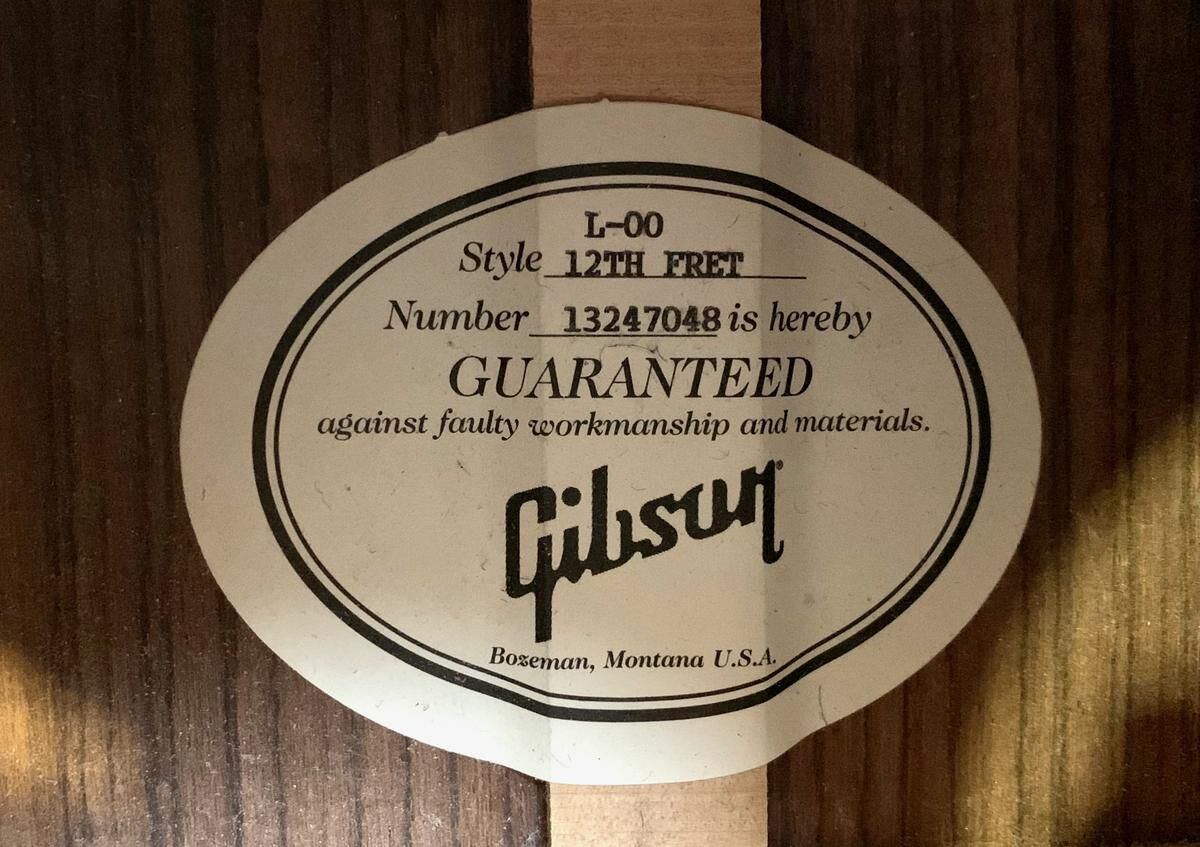 L-00
Style 12TH FRET
Number 13247048 is hereby
GUARANTEED
against faulty workmanship and materials.
Gibson®
Bozeman, Montana U.S.A.